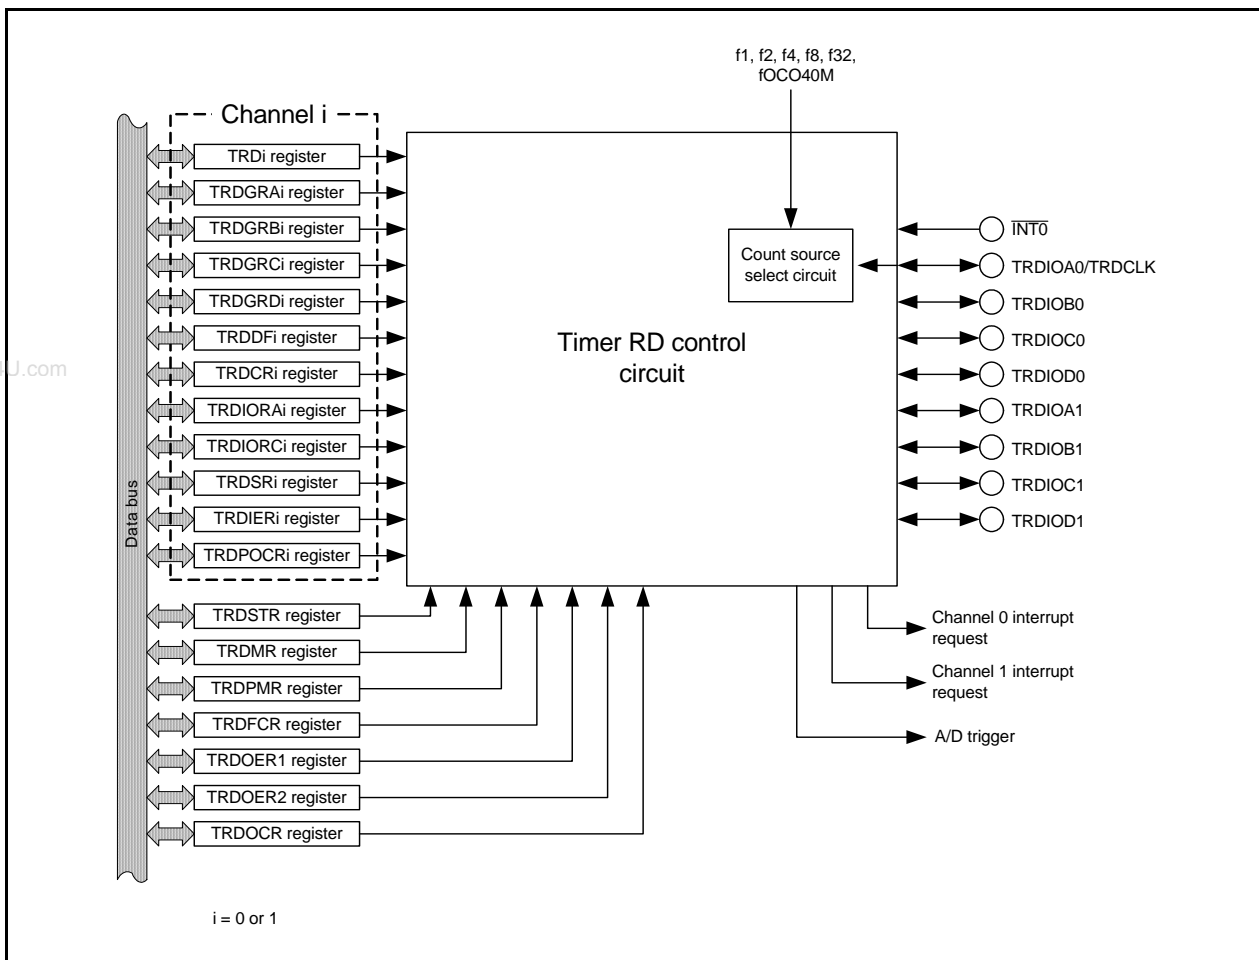 f1, f2, f4, f8, f32,
fOCO40M
Channel i
TRDi register
TRDGRAi register
TRDGRBi register
TRDGRCi register
TRDGRDi register
TRDDFi register
TRDCRi register
TRDIORAi register
TRDIORCi register
TRDSRi register
TRDIERi register
TRDPOCRi register
Data bus
TRDSTR register
TRDMR register
TRDPMR register
TRDFCR register
TRDOER1 register
TRDOER2 register
TRDOCR register
i = 0 or 1
Count source
select circuit
Timer RD control
circuit
INT0
TRDIOA0/TRDCLK
TRDIOB0
TRDIOC0
TRDIOD0
TRDIOA1
TRDIOB1
TRDIOC1
TRDIOD1
Channel 0 interrupt
request
Channel 1 interrupt
request
A/D trigger
4U.com